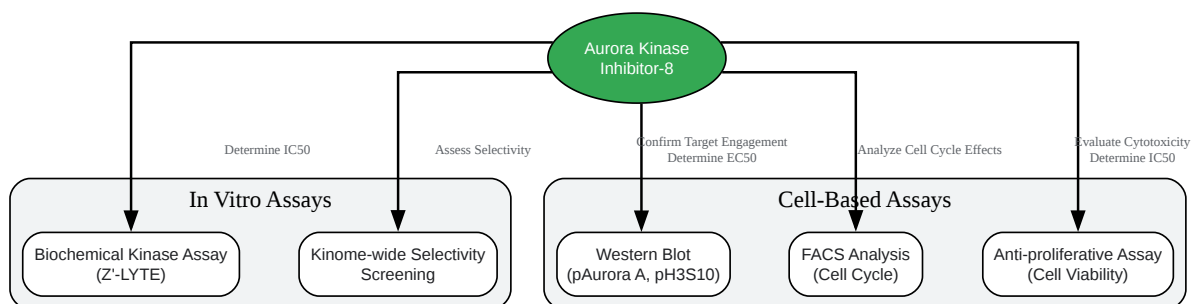 Aurora Kinase
Inhibitor-8
Determine IC50
Assess Selectivity
Confirm Target Engagement
Determine EC50
Analyze Cell Cycle Effects
Evaluate Cytotoxicity
Determine IC50
In Vitro Assays
Cell-Based Assays
Biochemical Kinase Assay
(Z'-LYTE)
Kinome-wide Selectivity
Screening
Western Blot
(pAurora A, pH3S10)
FACS Analysis
(Cell Cycle)
Anti-proliferative Assay
(Cell Viability)